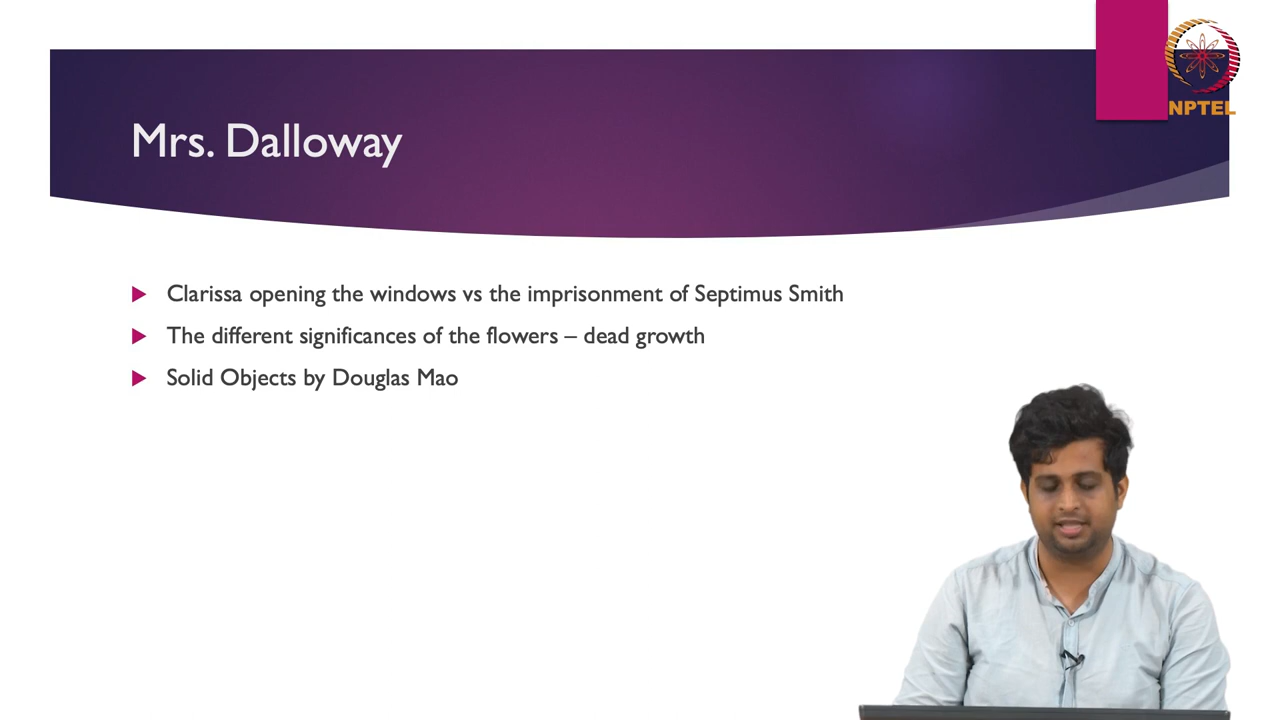 NPTEL
Mrs. Dalloway
Clarissa opening the windows vs the imprisonment of Septimus Smith
The different significances of the flowers – dead growth
Solid Objects by Douglas Mao